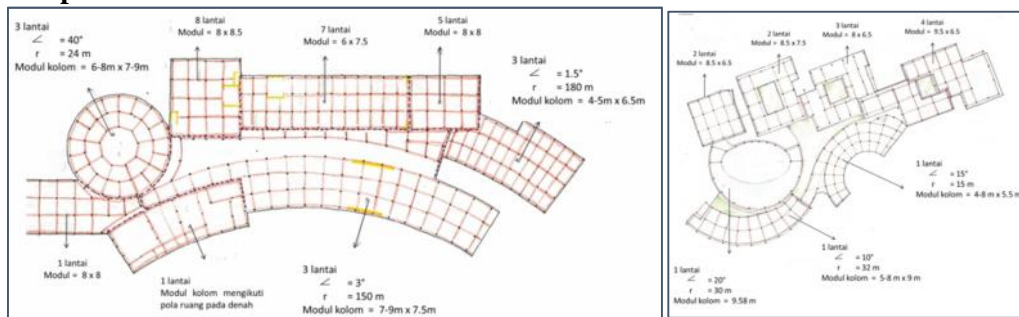 3 lantai
∠ = 40°
r = 24 m
Modul kolom = 6-8m x 7-9m
8 lantai
Modul = 8 x 8.5
7 lantai
Modul = 6 x 7.5
5 lantai
Modul = 8 x 8
3 lantai
∠ = 1.5°
r = 180 m
Modul kolom = 4-5m x 6.5m
1 lantai
Modul = 8 x 8
1 lantai
Modul kolom mengikuti
pola ruang pada denah
3 lantai
∠ = 3°
r = 150 m
Modul kolom = 7-9m x 7.5m
2 lantai
Modul = 8.5 x 6.5
2 lantai
Modul = 8.5 x 7.5
3 lantai
Modul = 8 x 6.5
4 lantai
Modul = 9.5 x 6.5
1 lantai
∠ = 15°
r = 15 m
Modul kolom = 4-8 m x 5.5 m
1 lantai
∠ = 10°
r = 32 m
Modul kolom = 5-8 m x 9 m
1 lantai
∠ = 20°
r = 30 m
Modul kolom = 9.58 m